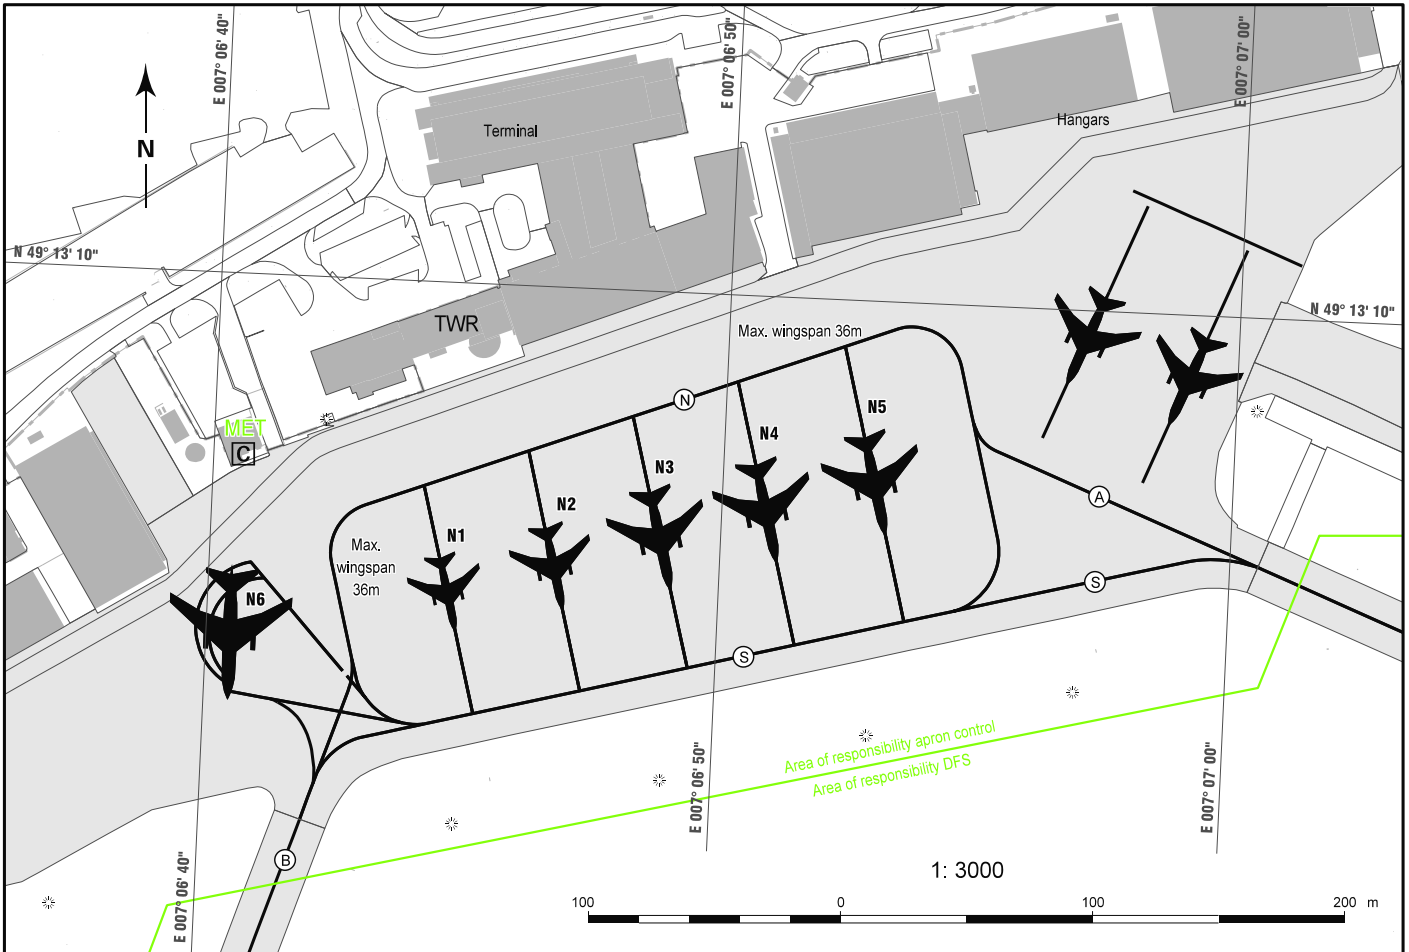 E 007° 06' 40"
E 007° 06' 50"
E 007° 07' 00"
Terminal
Hangars
N
N 49° 13' 10"
N 49° 13' 10"
TWR
Max. wingspan 36m
N
N5
MET
C
N4
N3
A
N2
N1
Max.
wingspan
36m
S
N6
S
Area of responsibility apron control
Area of responsibility DFS
E 007° 06' 50"
E 007° 07' 00"
B
E 007° 06' 40"
1: 3000
100 0 100 200 m